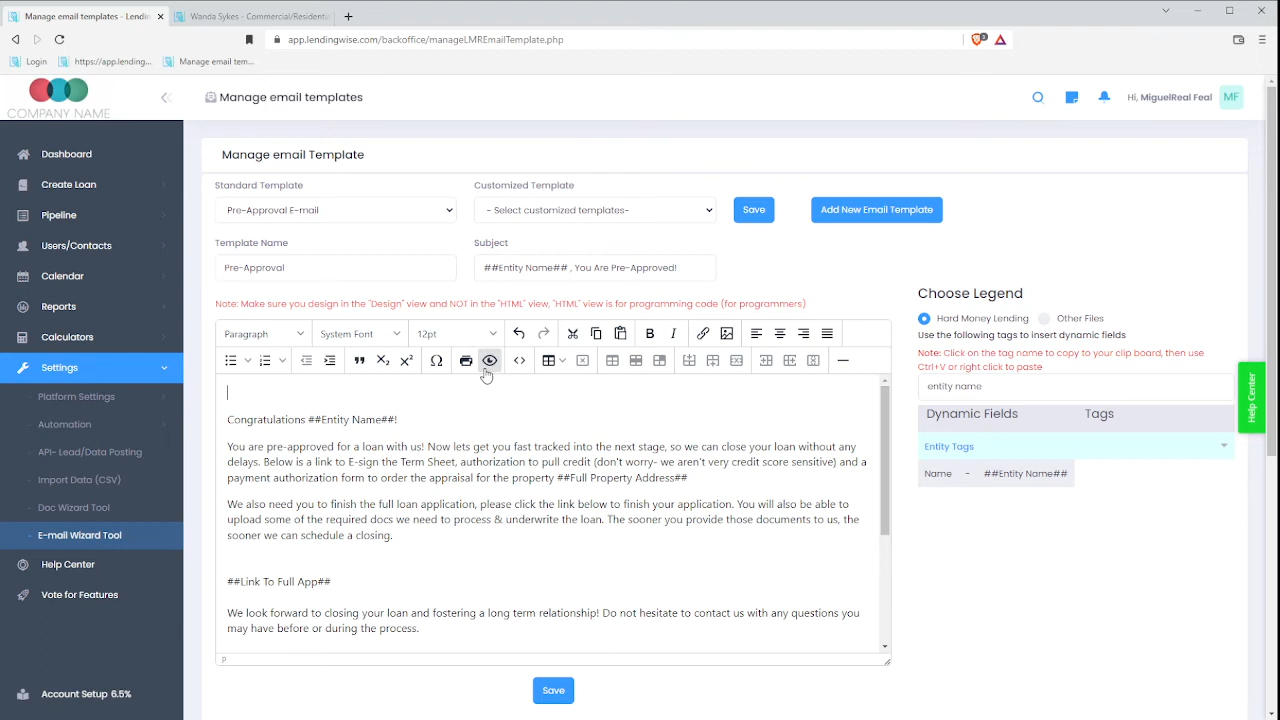 Manage email templates - Lending
Wanda Sykes - Commercial/Residentia
app.lendingwise.com/backoffice/manageLMREmailTemplate.php
3
Login
https://app.lending...
Manage email tem...
COMPANY NAME
Manage email templates
Hi, MiguelReal Feal
MF
Dashboard
Create Loan
Pipeline
Users/Contacts
Calendar
Reports
Calculators
Settings
Platform Settings
Automation
API- Lead/Data Posting
Import Data (CSV)
Doc Wizard Tool
E-mail Wizard Tool
Help Center
Vote for Features
Account Setup 6.5%
Manage email Template
Standard Template
Customized Template
Pre-Approval E-mail
- Select customized templates-
Save
Add New Email Template
Template Name
Subject
Pre-Approval
##Entity Name## , You Are Pre-Approved!
Note: Make sure you design in the "Design" view and NOT in the "HTML" view, "HTML" view is for programming code (for programmers)
Paragraph
System Font
12pt
B
I
Congratulations ##Entity Name##!
You are pre-approved for a loan with us! Now lets get you fast tracked into the next stage, so we can close your loan without any
delays. Below is a link to E-sign the Term Sheet, authorization to pull credit (don't worry- we aren't very credit score sensitive) and a
payment authorization form to order the appraisal for the property ##Full Property Address##
We also need you to finish the full loan application, please click the link below to finish your application. You will also be able to
upload some of the required docs we need to process & underwrite the loan. The sooner you provide those documents to us, the
sooner we can schedule a closing.
##Link To Full App##
We look forward to closing your loan and fostering a long term relationship! Do not hesitate to contact us with any questions you
may have before or during the process.
p
Save
Choose Legend
Hard Money Lending
Other Files
Use the following tags to insert dynamic fields
Note: Click on the tag name to copy to your clip board, then use
Ctrl+V or right click to paste
entity name
Dynamic Fields
Tags
Entity Tags
Name - ##Entity Name##
Help Center